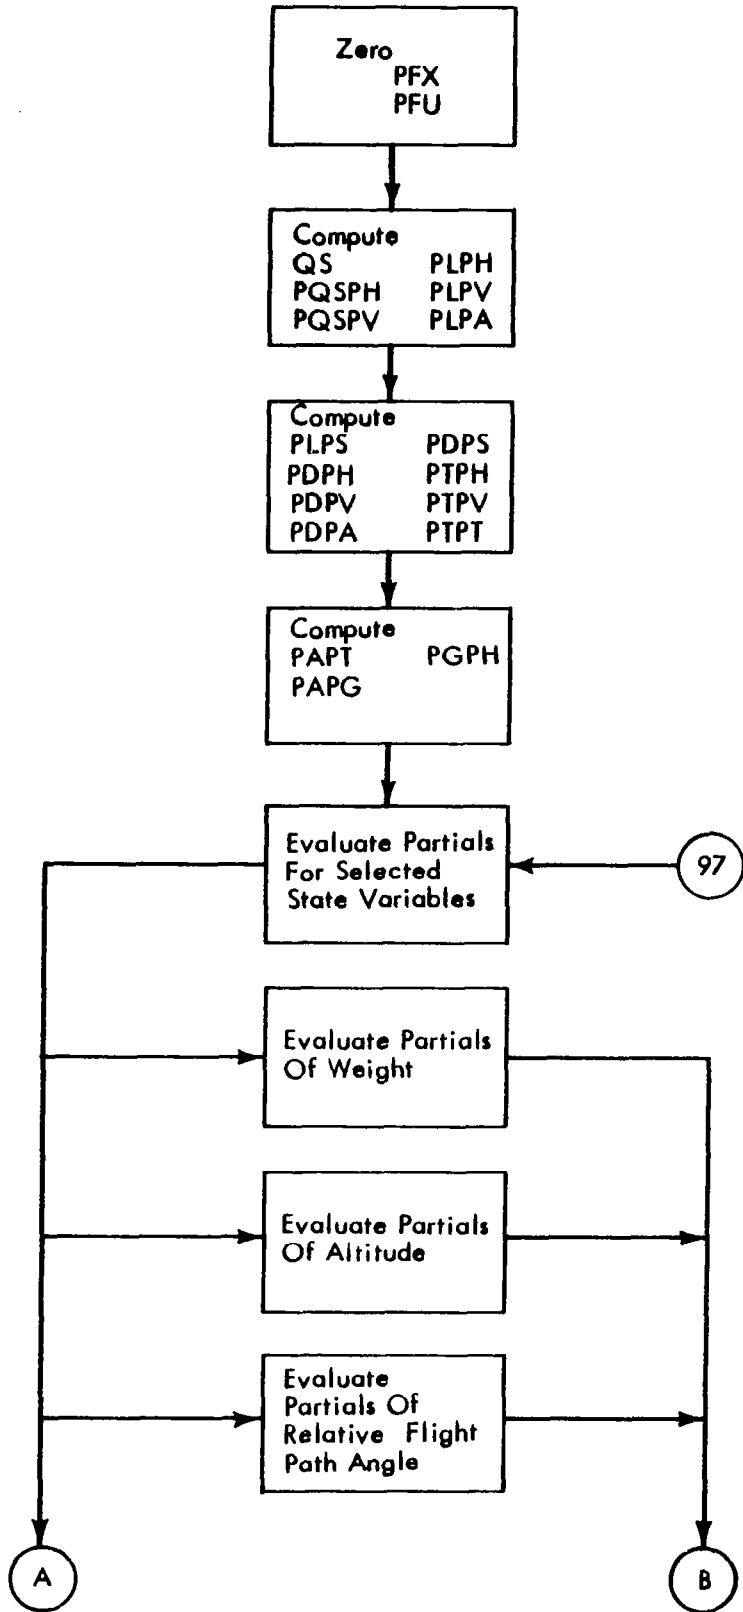 Zero
PFX
PFU
Compute
QS PLPH
PQSPH PLPV
PQSPV PLPA
Compute
PLPS PDPS
PDPH PTPH
PDPV PTPV
PDPA PTPT
Compute
PAPT PGPH
PAPG
Evaluate Partials
For Selected
State Variables
97
Evaluate Partials
Of Weight
Evaluate Partials
Of Altitude
Evaluate
Partials Of
Relative Flight
Path Angle
A
B